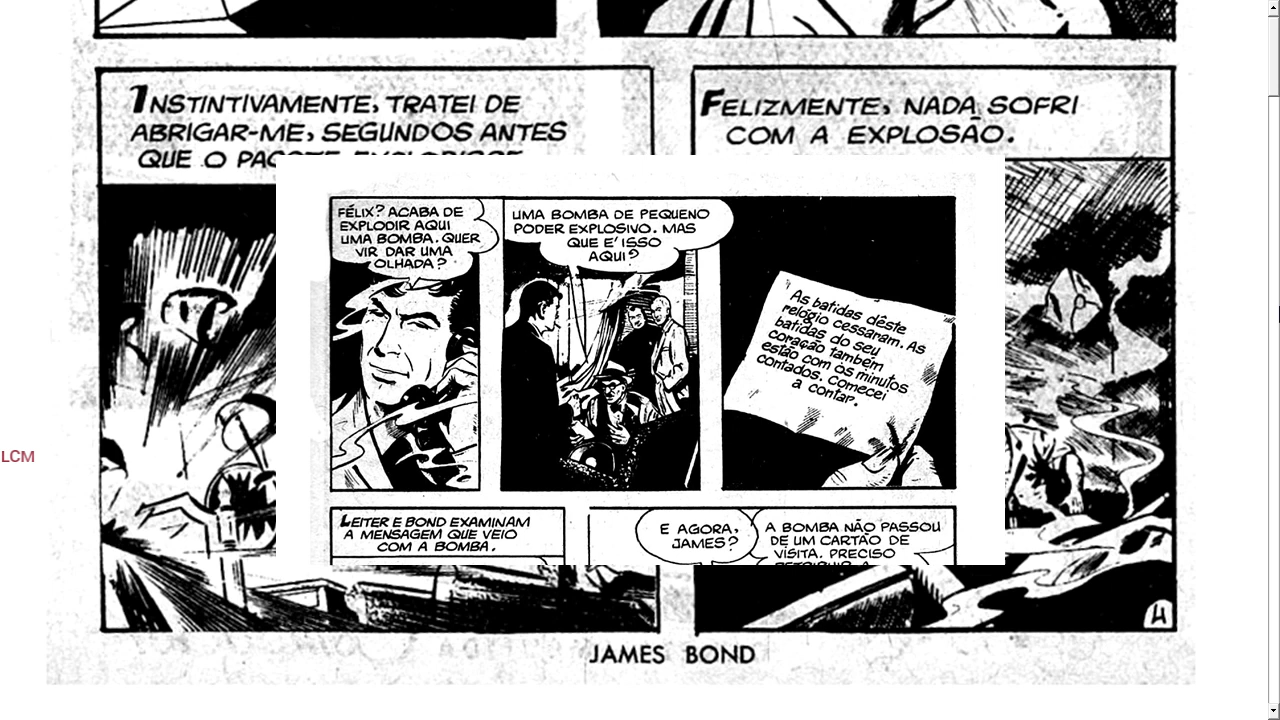 INSTINTIVAMENTE, TRATEI DE
ABRIGAR-ME, SEGUNDOS ANTES
QUE O PACOTE EXPLODISSE
FELIZMENTE, NADA SOFRI
COM A EXPLOSÃO.
FÉLIX? ACABA DE
EXPLODIR AQUI
UMA BOMBA. QUER
VIR DAR UMA
OLHADA?
UMA BOMBA DE PEQUENO
PODER EXPLOSIVO. MAS
QUE E' ISSO
AQUI?
As batidas dêste
relógio cessaram. As
batidas do seu
coração também
estão com os minutos
contados. Comecei
a contar.
LEITER E BOND EXAMINAM
A MENSAGEM QUE VEIO
COM A BOMBA.
E AGORA,
JAMES?
A BOMBA NÃO PASSOU
DE UM CARTÃO DE
VISITA. PRECISO
LCM
4
JAMES BOND